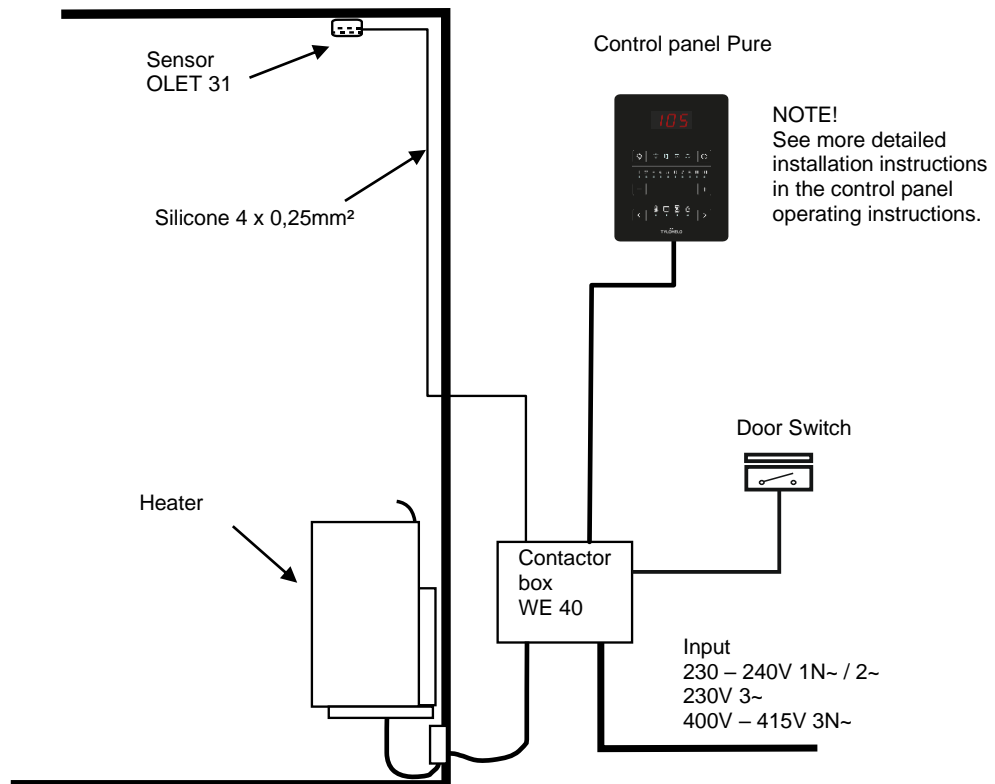 Sensor
OLET 31
Control panel Pure
105
TYLÖHELO
NOTE!
See more detailed
installation instructions
in the control panel
operating instructions.
Silicone 4 x 0,25mm²
Door Switch
Heater
Contactor
box
WE 40
Input
230 – 240V 1N~ / 2~
230V 3~
400V – 415V 3N~